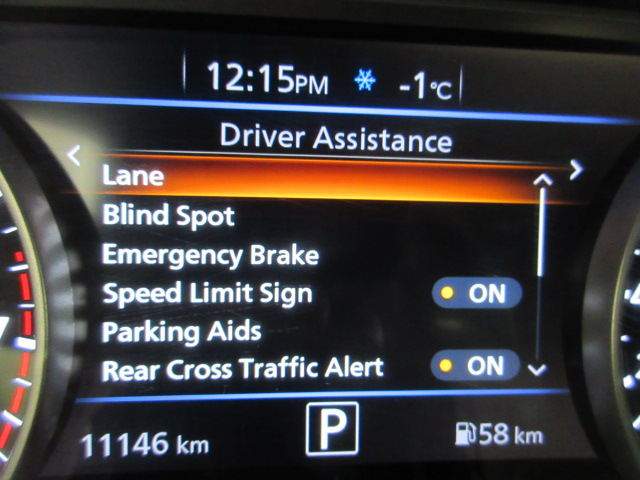 12:15PM -1°C
Driver Assistance
Lane
Blind Spot
Emergency Brake
Speed Limit Sign ON
Parking Aids
Rear Cross Traffic Alert ON
11146 km P 58 km